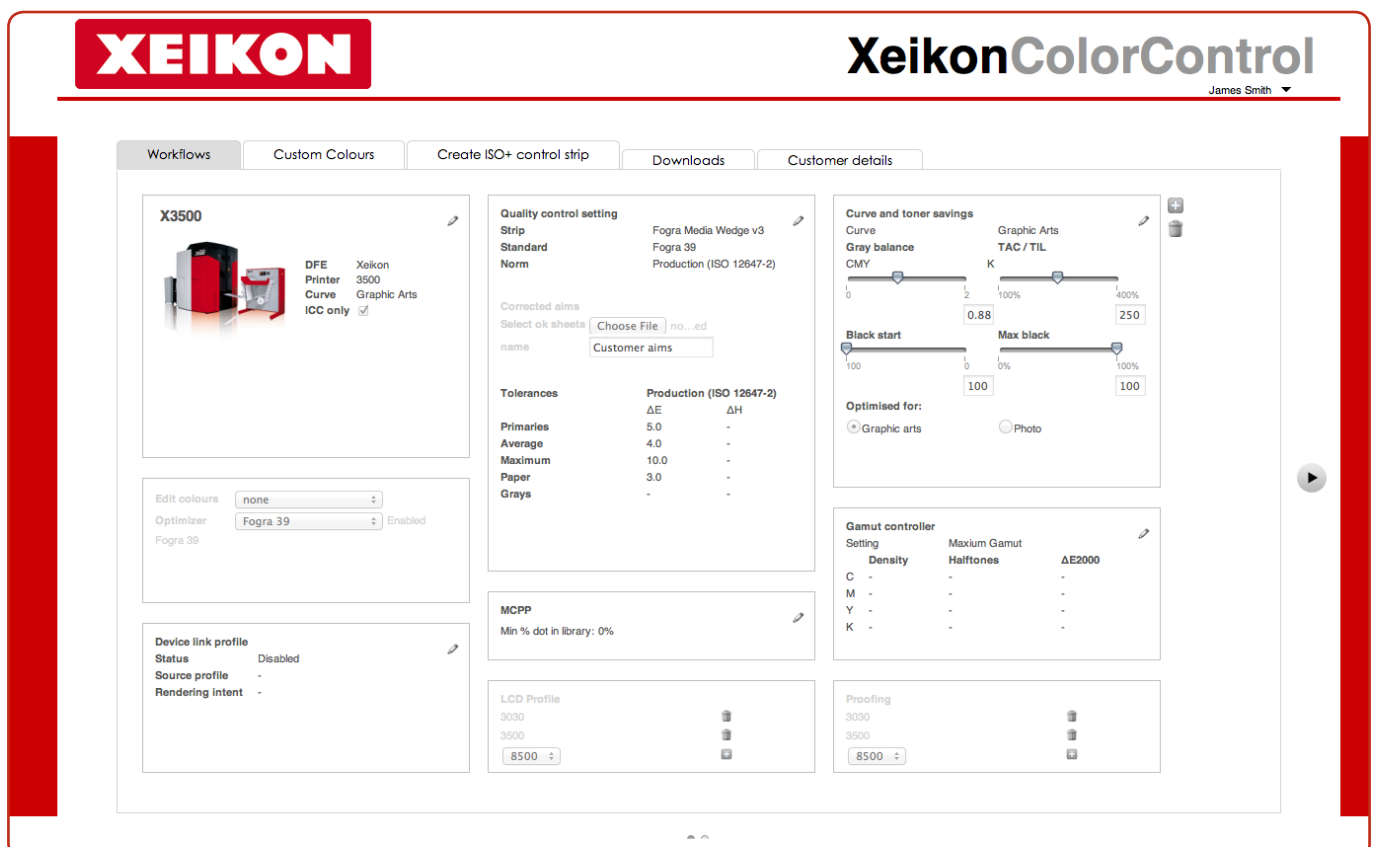 XEIKON
XeikonColorControl
James Smith
Workflows
Custom Colours
Create ISO+ control strip
Downloads
Customer details
X3500
DFE Xeikon
Printer 3500
Curve Graphic Arts
ICC only
Edit colours none
Optimizer Fogra 39 Enabled
Fogra 39
Device link profile
Status Disabled
Source profile -
Rendering intent -
Quality control setting
Strip Fogra Media Wedge v3
Standard Fogra 39
Norm Production (ISO 12647-2)
Corrected aims
Select ok sheets Choose File no...ed
name Customer aims
Tolerances Production (ISO 12647-2)
ΔE ΔH
Primaries 5.0 -
Average 4.0 -
Maximum 10.0 -
Paper 3.0 -
Grays - -
MCPP
Min % dot in library: 0%
LCD Profile
3030
3500
8500
Curve and toner savings
Curve Graphic Arts
Gray balance TAC / TIL
CMY K
0 2 100% 400%
0.88 250
Black start Max black
100 0 0% 100%
100 100
Optimised for:
Graphic arts Photo
Gamut controller
Setting Maxium Gamut
Density Halftones ΔE2000
C - - -
M - - -
Y - - -
K - - -
Proofing
3030
3500
8500